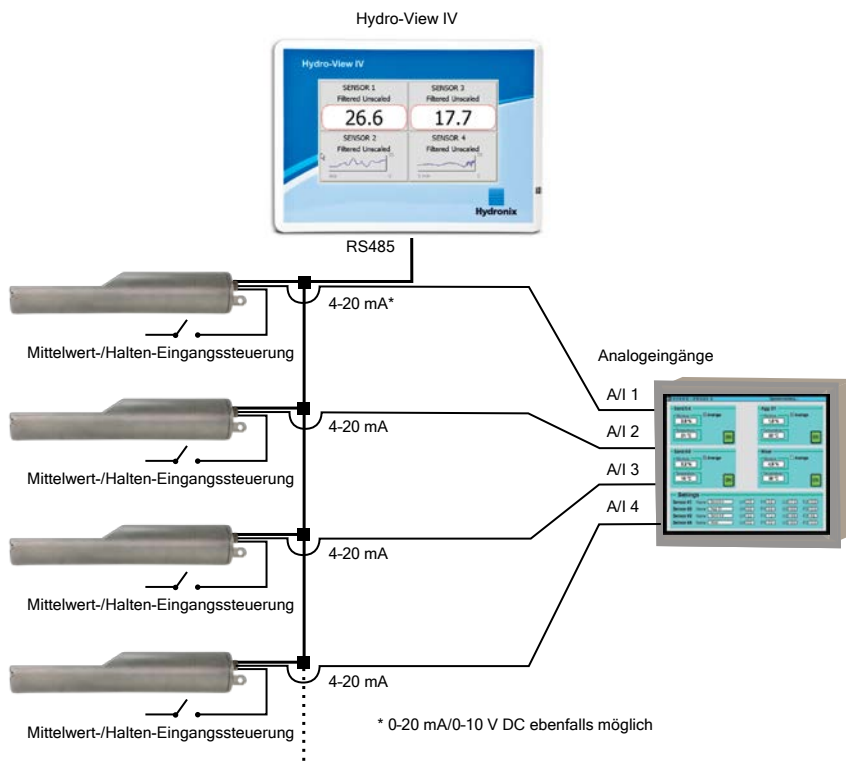 Hydro-View IV
Hydro-View IV
SENSOR 1
Filtered Unscaled
26.6
SENSOR 3
Filtered Unscaled
17.7
SENSOR 2
Filtered Unscaled
SENSOR 4
Filtered Unscaled
Hydronix
RS485
4-20 mA*
Mittelwert-/Halten-Eingangssteuerung
Analogeingänge
A/I 1
4-20 mA
A/I 2
Mittelwert-/Halten-Eingangssteuerung
A/I 3
A/I 4
4-20 mA
Mittelwert-/Halten-Eingangssteuerung
4-20 mA
Mittelwert-/Halten-Eingangssteuerung
* 0-20 mA/0-10 V DC ebenfalls möglich
Settings